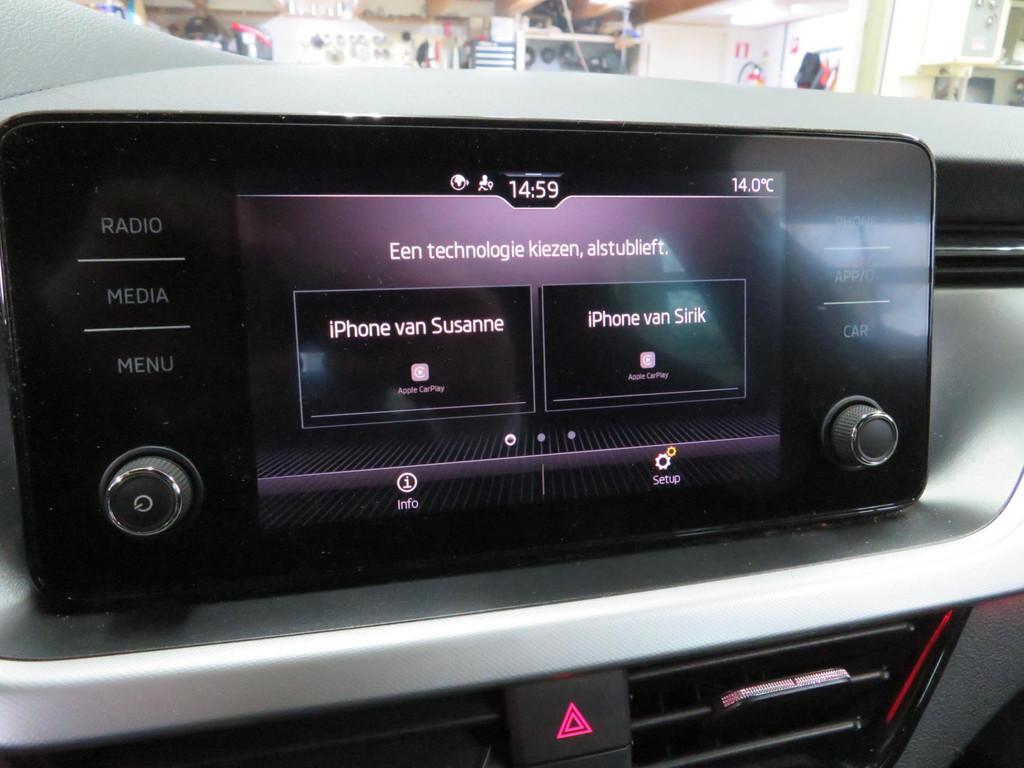 14:59
14.0°C
RADIO
MEDIA
MENU
Een technologie kiezen, alstublieft.
iPhone van Susanne
Apple CarPlay
iPhone van Sirik
Apple CarPlay
Info
Setup
PHONE
APP/
CAR